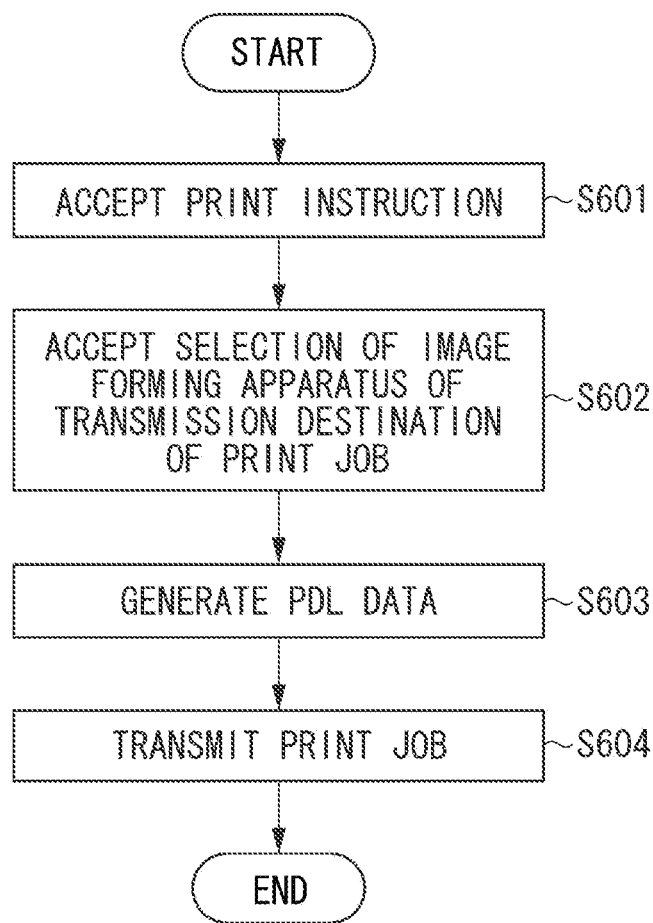 START
ACCEPT PRINT INSTRUCTION
S601
ACCEPT SELECTION OF IMAGE
FORMING APPARATUS OF
TRANSMISSION DESTINATION
OF PRINT JOB
S602
GENERATE PDL DATA
S603
TRANSMIT PRINT JOB
S604
END